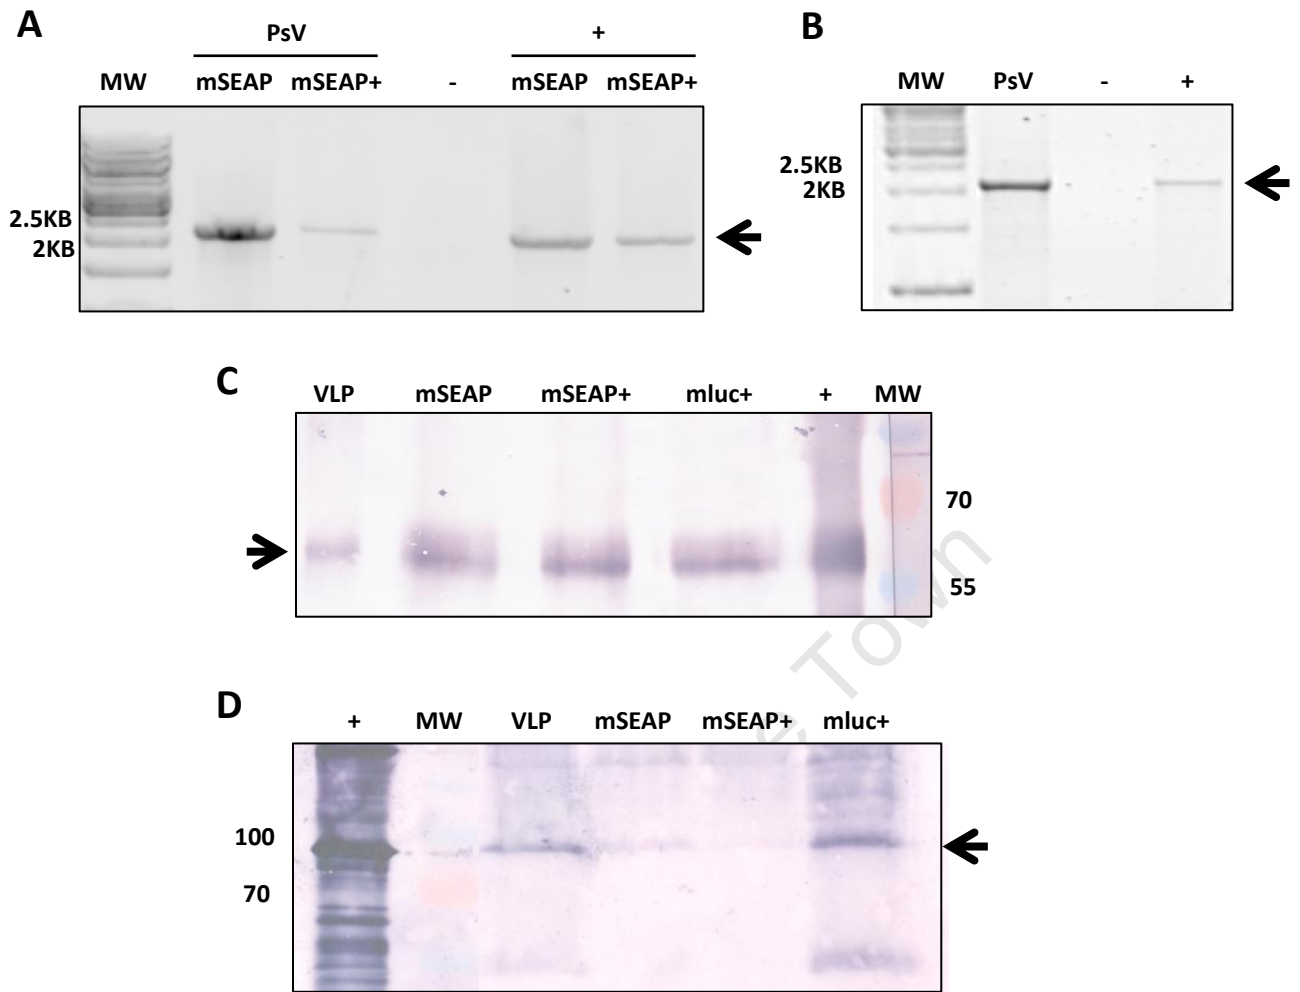 A
B
PsV
+
MW mSEAP mSEAP+ - mSEAP mSEAP+
MW PsV - +
2.5KB
2KB
2.5KB
2KB
C
VLP mSEAP mSEAP+ mluc+ + MW
70
55
Town
D
+ MW VLP mSEAP mSEAP+ mluc+
100
70